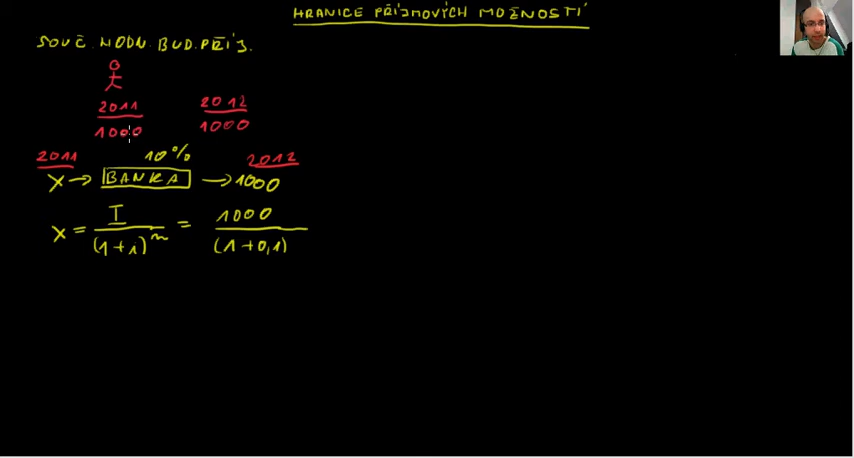 HRANICE PŘÍJMOVÝCH MOŽNOSTÍ
SOUČ. HODN. BUD. PŘÍJ.
2011 2012
1000 1000
2011 10% 2012
X → BANKA → 1000
X = I / (1+i)^n = 1000 / (1+0,1)